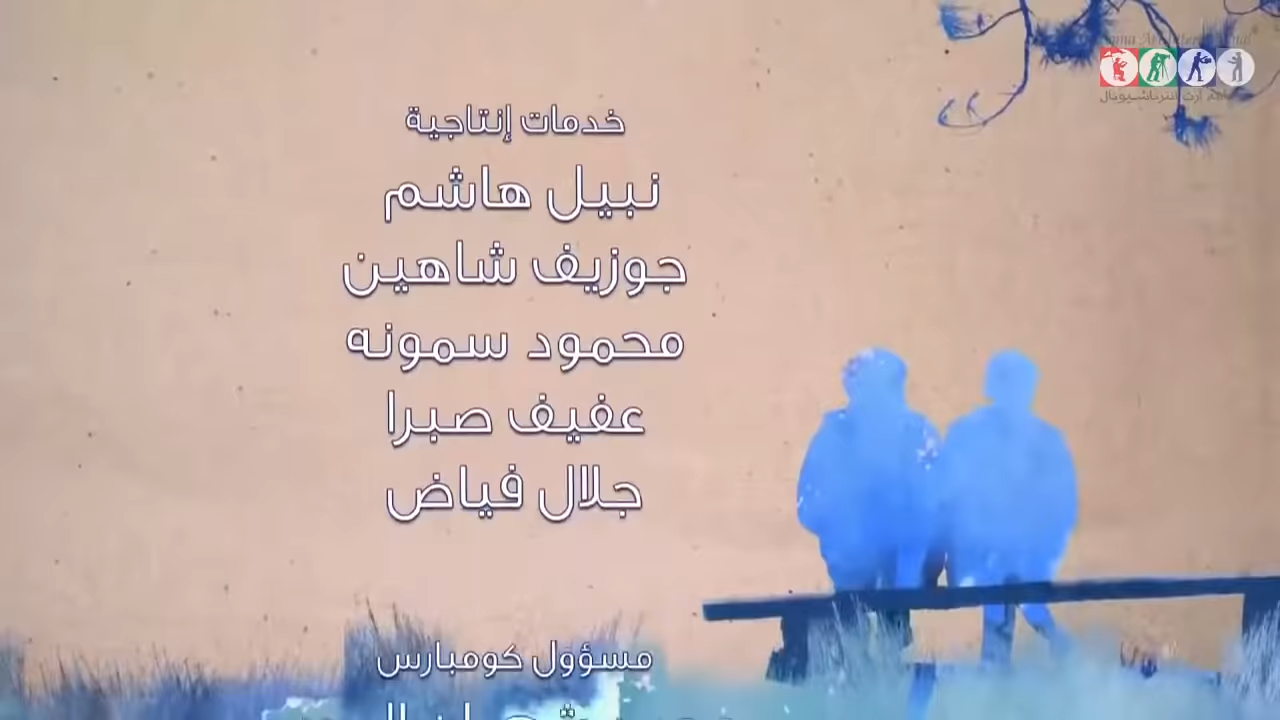 خدمات إنتاجية
نبيل هاشم
جوزيف شاهين
محمود سمونه
عفيف صبرا
جلال فياض
مسؤول كومبارس